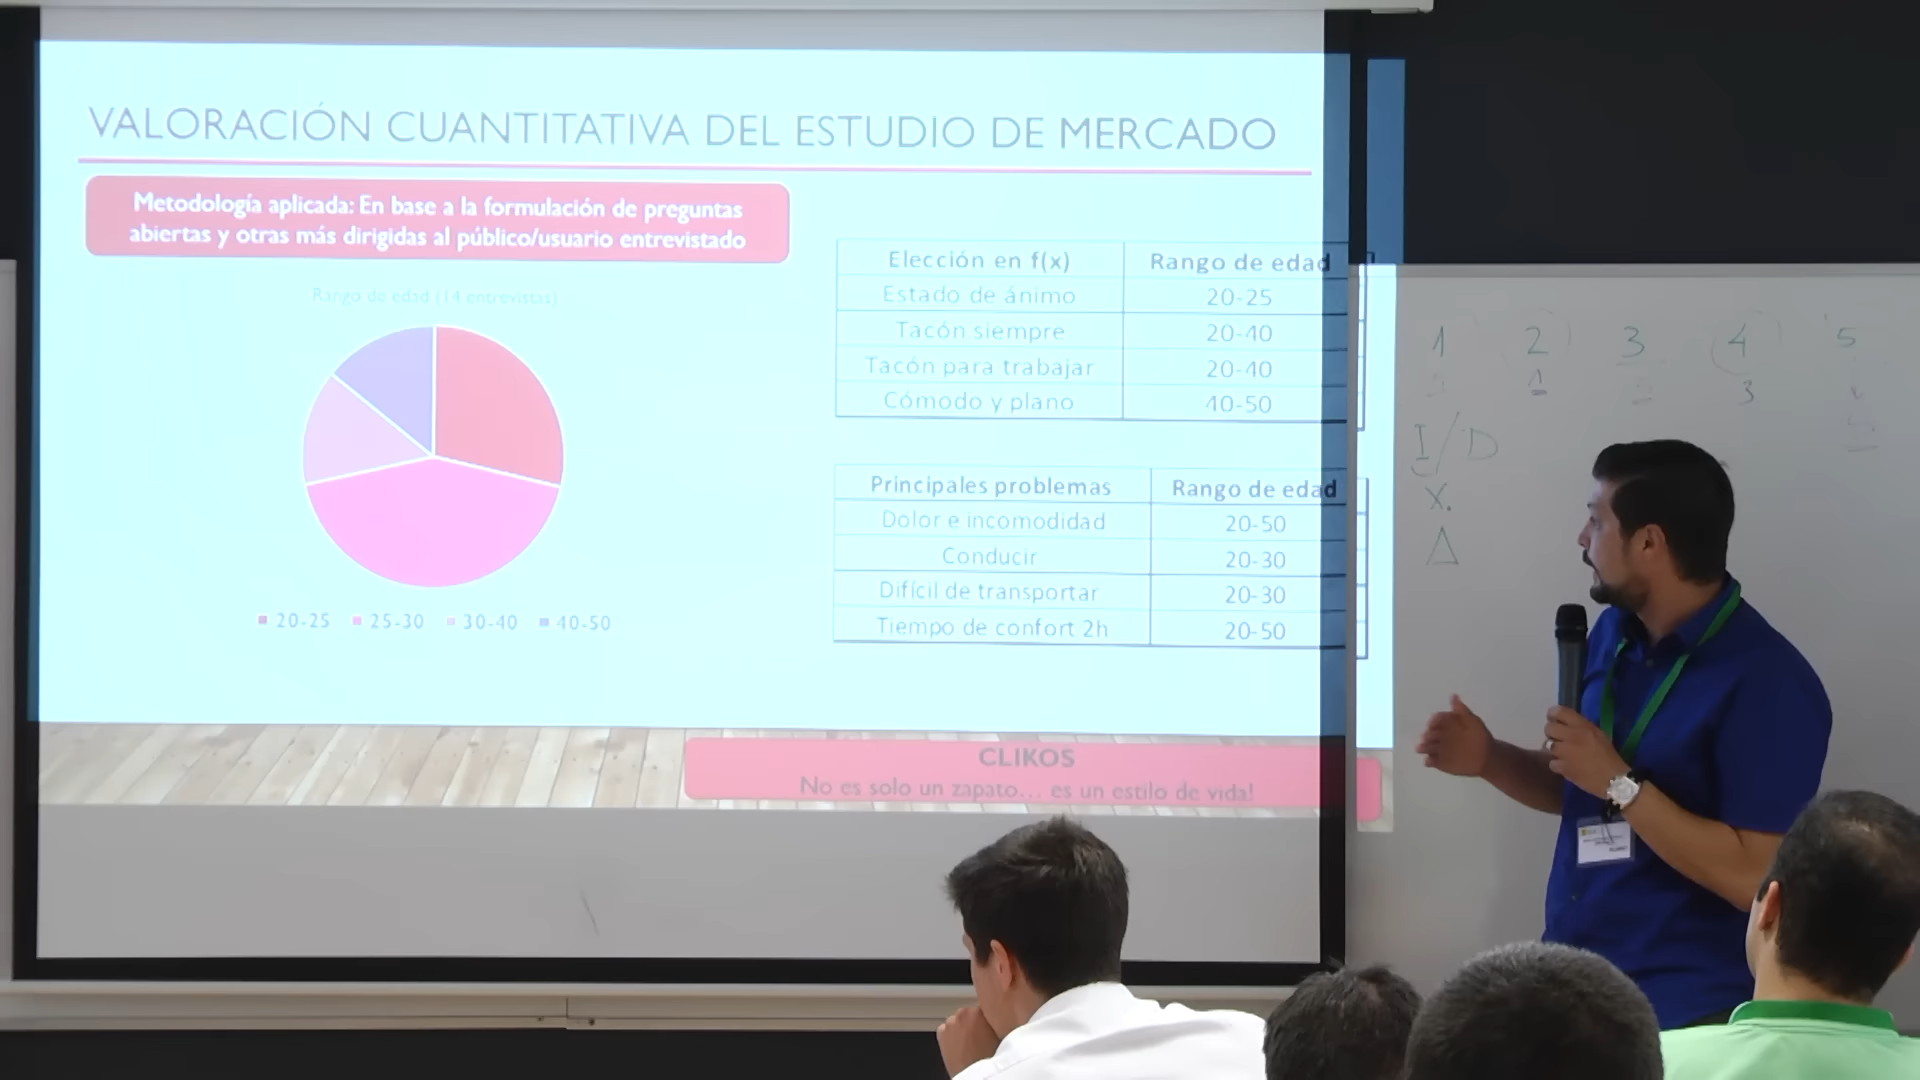 VALORACIÓN CUANTITATIVA DEL ESTUDIO DE MERCADO
Metodología aplicada: En base a la formulación de preguntas
abiertas y otras más dirigidas al público/usuario entrevistado
Rango de edad (14 entrevistas)
20-25 25-30 30-40 40-50
Elección en f(x) Rango de edad
Estado de ánimo 20-25
Tacón siempre 20-40
Tacón para trabajar 20-40
Cómodo y plano 40-50
Principales problemas Rango de edad
Dolor e incomodidad 20-50
Conducir 20-30
Difícil de transportar 20-30
Tiempo de confort 2h 20-50
CLIKOS
No es solo un zapato... es un estilo de vida!
1 2 3 4 5
1 3
I/D
X.
Δ